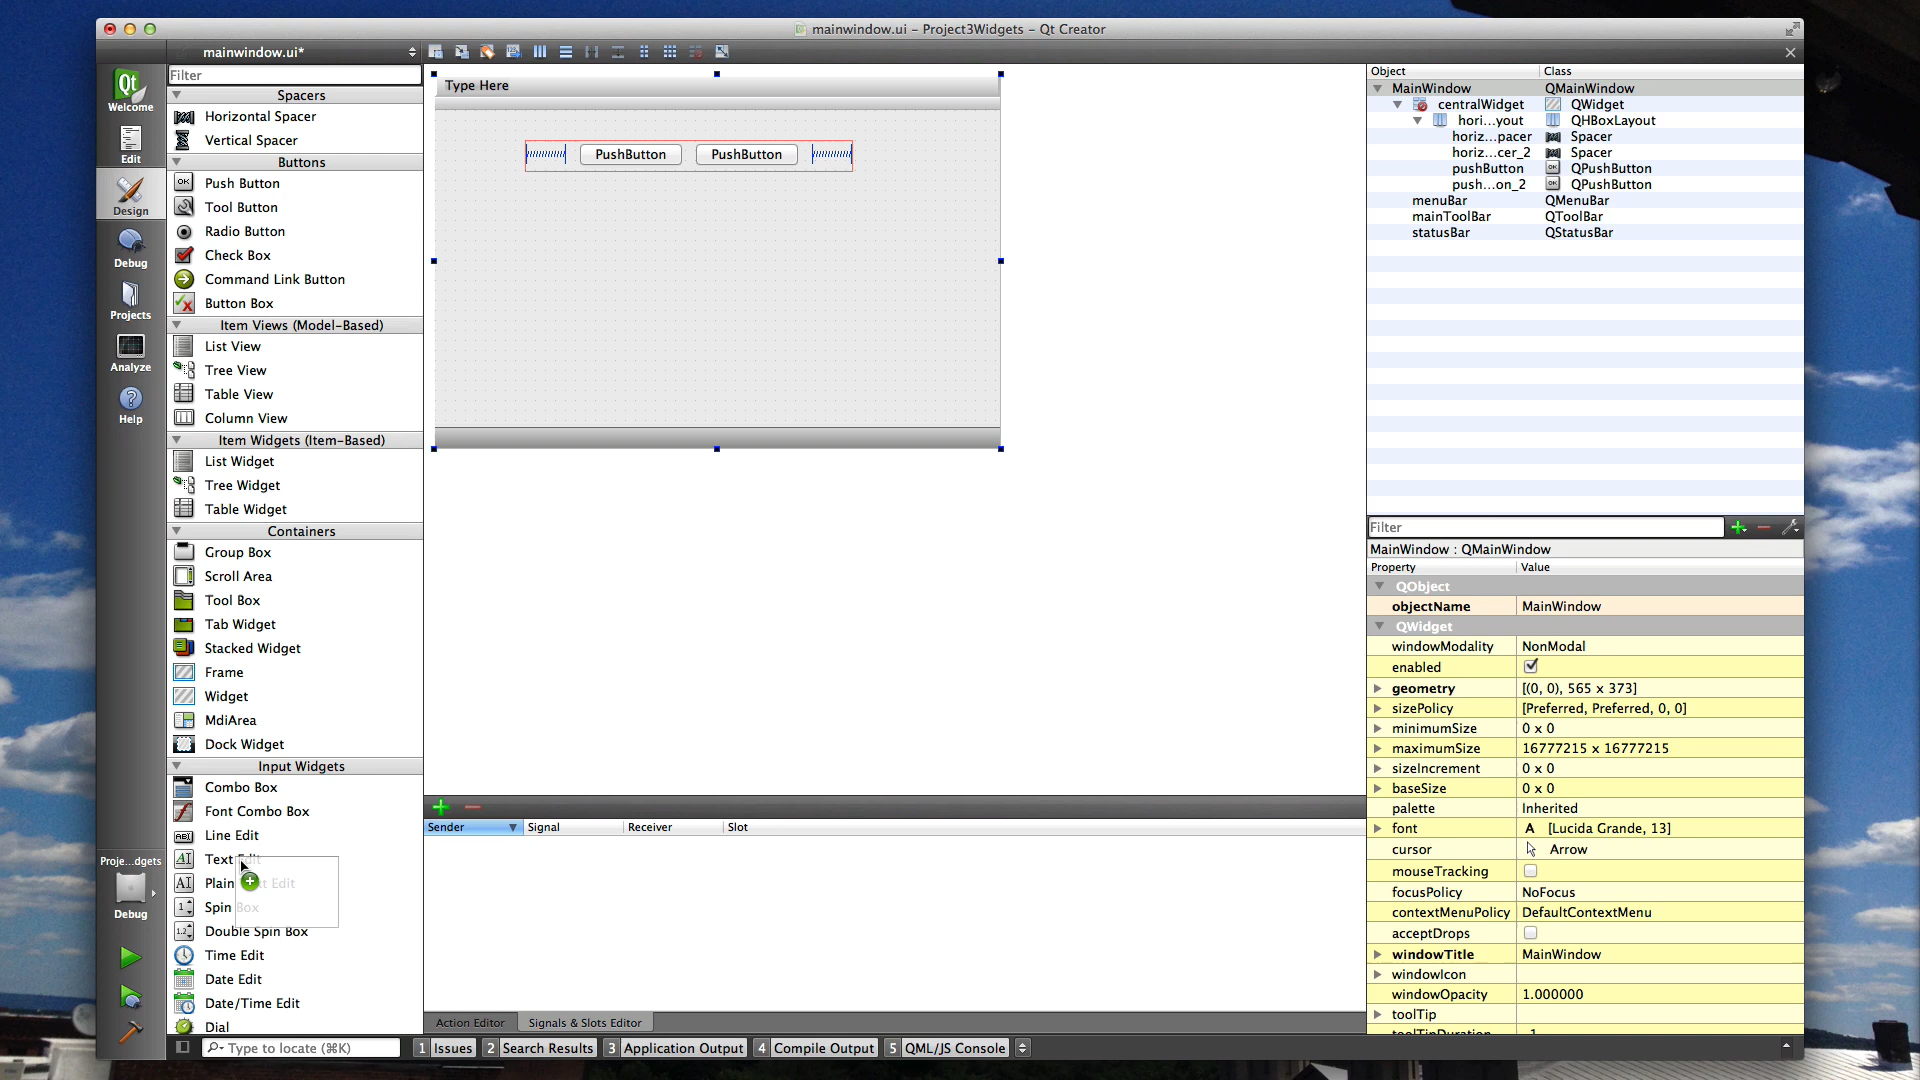 mainwindow.ui – Project3Widgets – Qt Creator
mainwindow.ui*
Welcome
Edit
Design
Debug
Projects
Analyze
Help
Proje...dgets
Debug
Filter
Spacers
Horizontal Spacer
Vertical Spacer
Buttons
Push Button
Tool Button
Radio Button
Check Box
Command Link Button
Button Box
Item Views (Model-Based)
List View
Tree View
Table View
Column View
Item Widgets (Item-Based)
List Widget
Tree Widget
Table Widget
Containers
Group Box
Scroll Area
Tool Box
Tab Widget
Stacked Widget
Frame
Widget
MdiArea
Dock Widget
Input Widgets
Combo Box
Font Combo Box
Line Edit
Text Edit
Plain Edit
Spin Box
Double Spin Box
Time Edit
Date Edit
Date/Time Edit
Dial
Type Here
PushButton PushButton
Sender Signal Receiver Slot
Action Editor Signals & Slots Editor
Object Class
MainWindow QMainWindow
centralWidget QWidget
hori...yout QHBoxLayout
horiz...pacer Spacer
horiz...cer_2 Spacer
pushButton QPushButton
push...on_2 QPushButton
menuBar QMenuBar
mainToolBar QToolBar
statusBar QStatusBar
Filter
MainWindow : QMainWindow
Property Value
QObject
objectName MainWindow
QWidget
windowModality NonModal
enabled
geometry [(0, 0), 565 x 373]
sizePolicy [Preferred, Preferred, 0, 0]
minimumSize 0 x 0
maximumSize 16777215 x 16777215
sizeIncrement 0 x 0
baseSize 0 x 0
palette Inherited
font A [Lucida Grande, 13]
cursor Arrow
mouseTracking
focusPolicy NoFocus
contextMenuPolicy DefaultContextMenu
acceptDrops
windowTitle MainWindow
windowIcon
windowOpacity 1.000000
toolTip
toolTipDuration -1
Type to locate (⌘K) 1 Issues 2 Search Results 3 Application Output 4 Compile Output 5 QML/JS Console